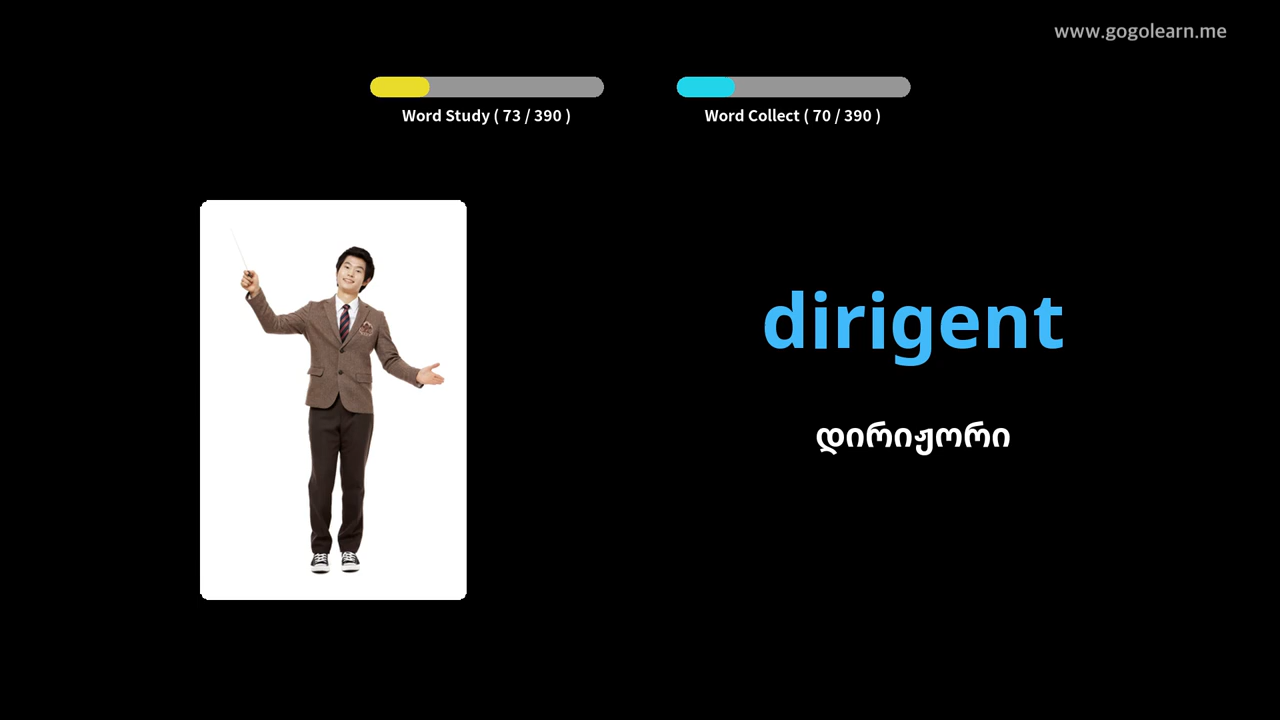 www.gogolearn.me
Word Study ( 73 / 390 )
Word Collect ( 70 / 390 )
dirigent
დირიჟორი